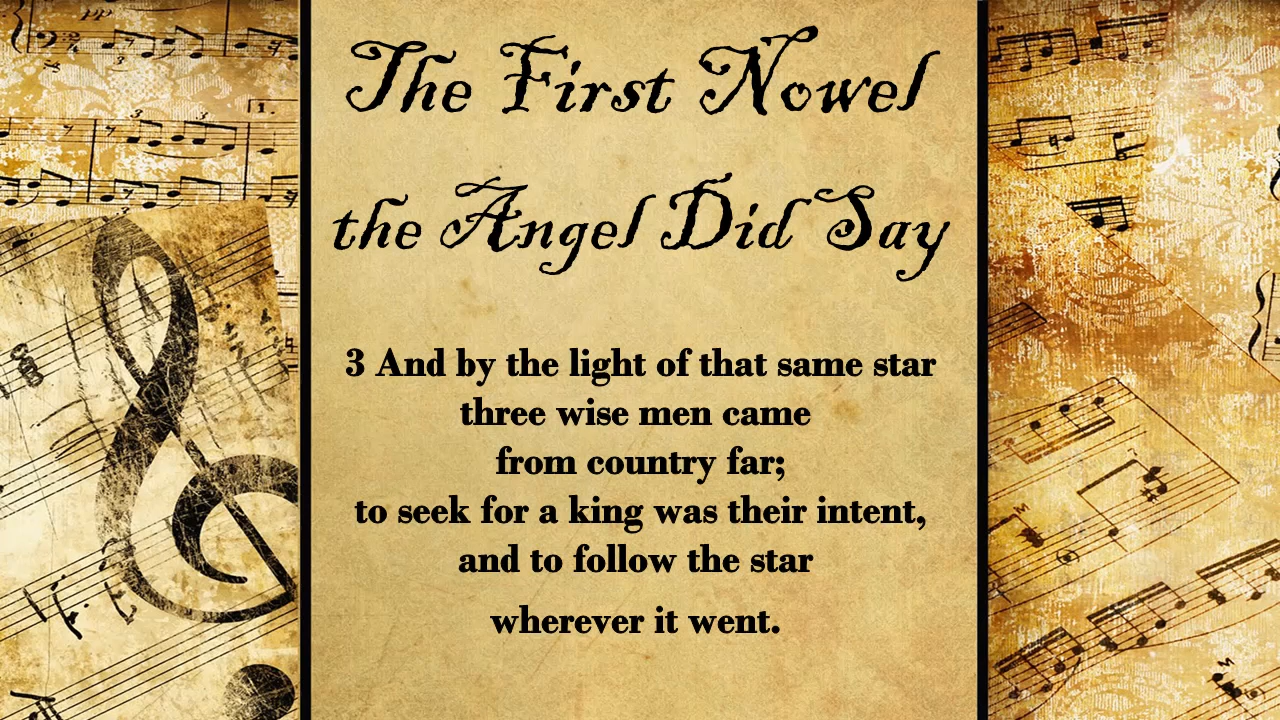 The First Nowel
the Angel Did Say
3 And by the light of that same star
three wise men came
from country far;
to seek for a king was their intent,
and to follow the star
wherever it went.